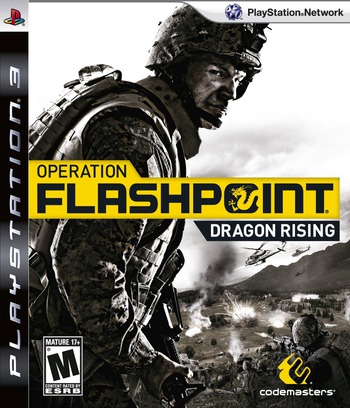 PlayStation Network
PLAYSTATION 3
OPERATION
FLASHPOINT®
DRAGON RISING
MATURE 17+
M
CONTENT RATED BY
ESRB
codemasters®